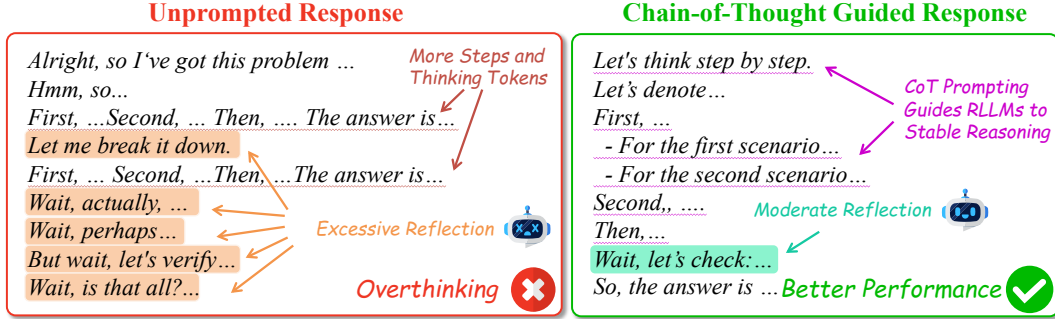 Unprompted Response
Alright, so I‘ve got this problem …
Hmm, so...
First, …Second, … Then, …. The answer is…
Let me break it down.
First, … Second, …Then, …The answer is…
Wait, actually, …
Wait, perhaps…
But wait, let's verify…
Wait, is that all?...
More Steps and
Thinking Tokens
Excessive Reflection
Overthinking
Chain-of-Thought Guided Response
Let's think step by step.
Let’s denote…
First, …
- For the first scenario…
- For the second scenario…
Second,, ….
Then,…
Wait, let’s check:…
So, the answer is …
CoT Prompting
Guides RLLMs to
Stable Reasoning
Moderate Reflection
Better Performance